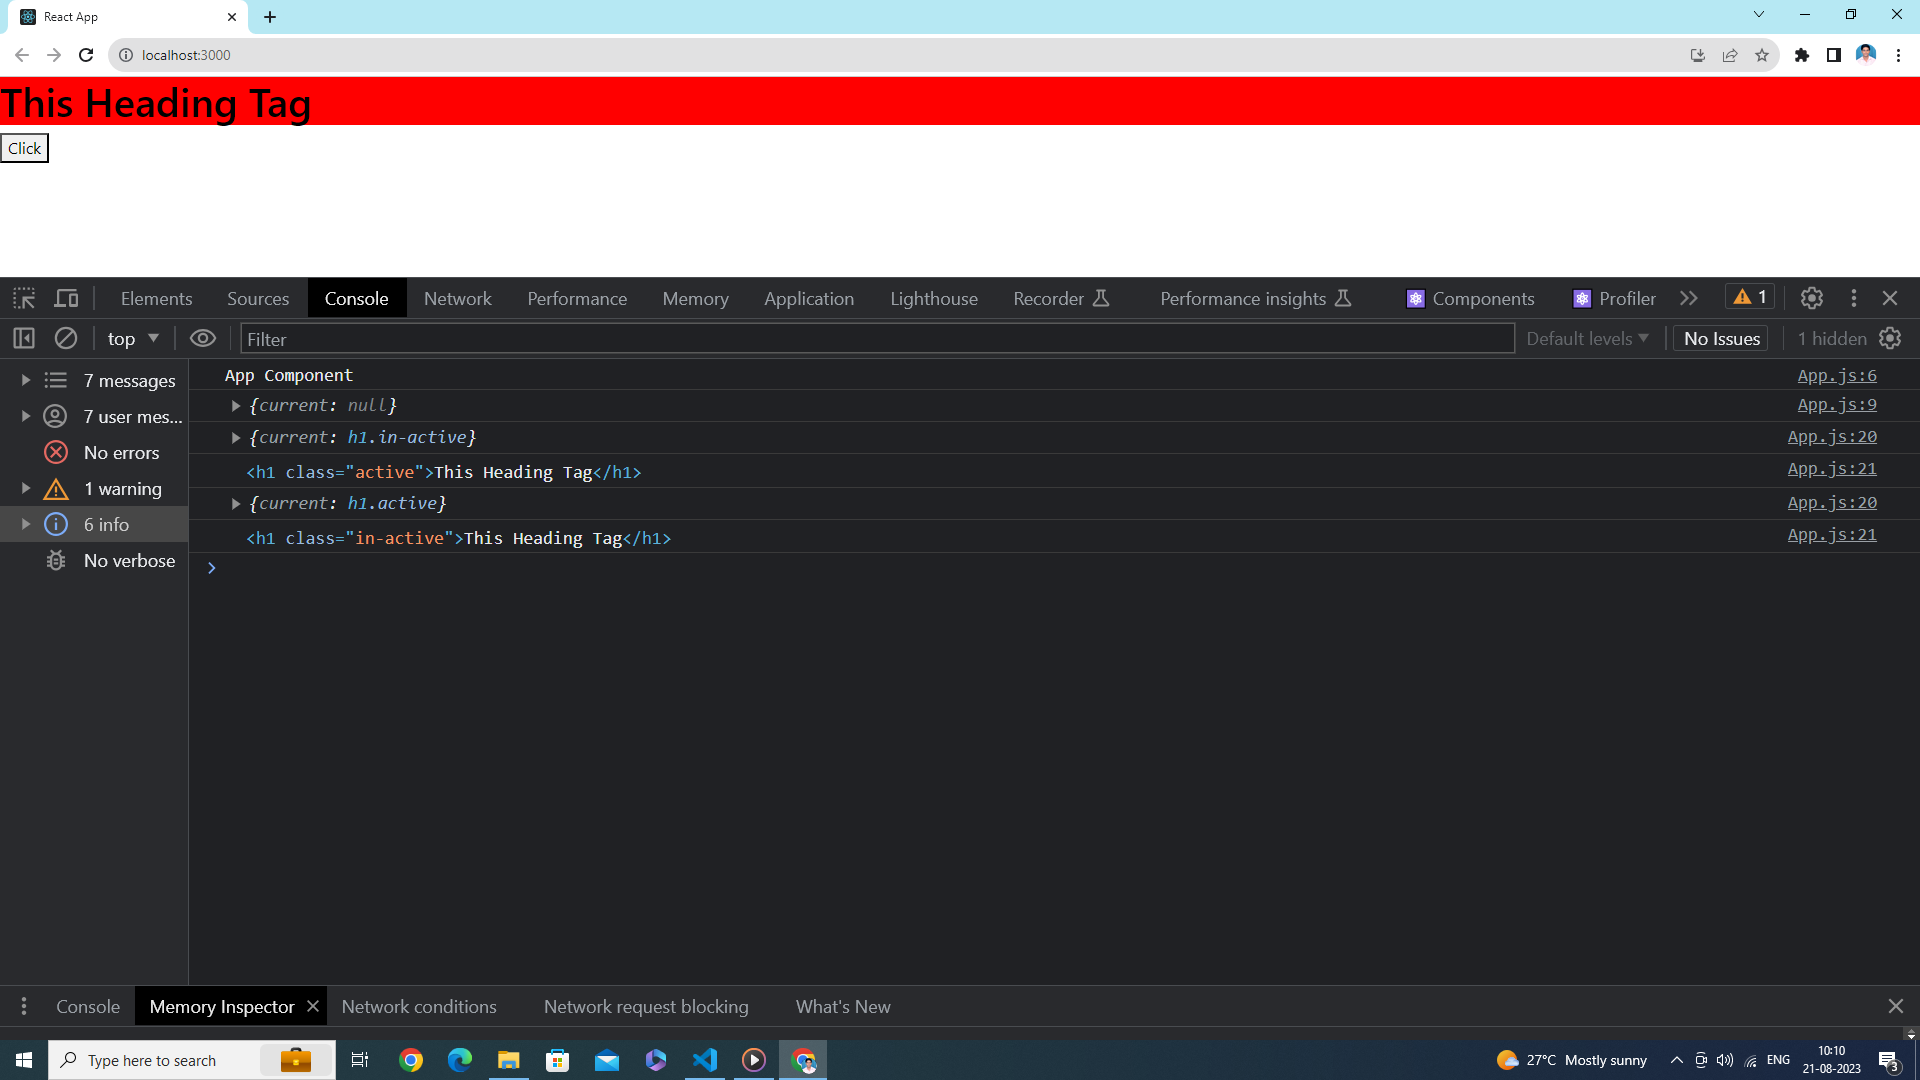 React App
localhost:3000
This Heading Tag
Click
Elements Sources Console Network Performance Memory Application Lighthouse Recorder Performance insights Components Profiler 1
top Filter Default levels No Issues 1 hidden
7 messages
7 user mes...
No errors
1 warning
6 info
No verbose
App Component App.js:6
{current: null} App.js:9
{current: h1.in-active} App.js:20
<h1 class="active">This Heading Tag</h1> App.js:21
{current: h1.active} App.js:20
<h1 class="in-active">This Heading Tag</h1> App.js:21
Console Memory Inspector Network conditions Network request blocking What's New
Type here to search
27°C Mostly sunny
ENG
10:10
21-08-2023
3